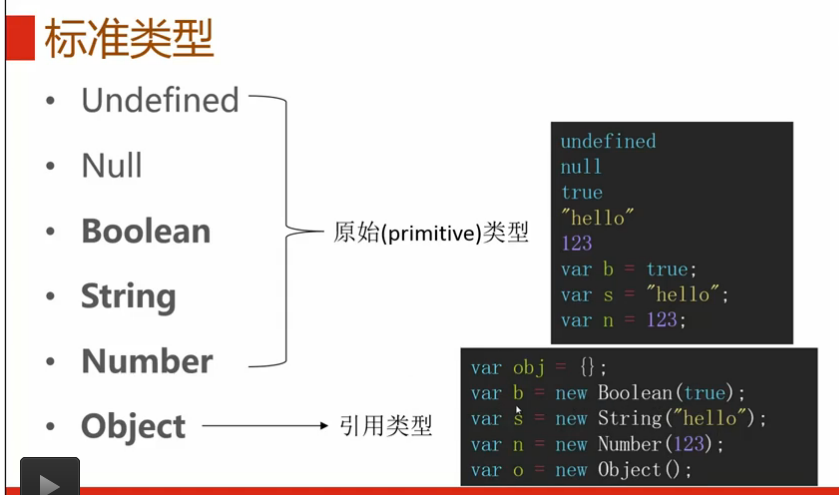 标准类型
• Undefined
• Null
• Boolean
• String
• Number
• Object
原始(primitive)类型
引用类型
undefined
null
true
"hello"
123
var b = true;
var s = "hello";
var n = 123;
var obj = {};
var b = new Boolean(true);
var s = new String("hello");
var n = new Number(123);
var o = new Object();